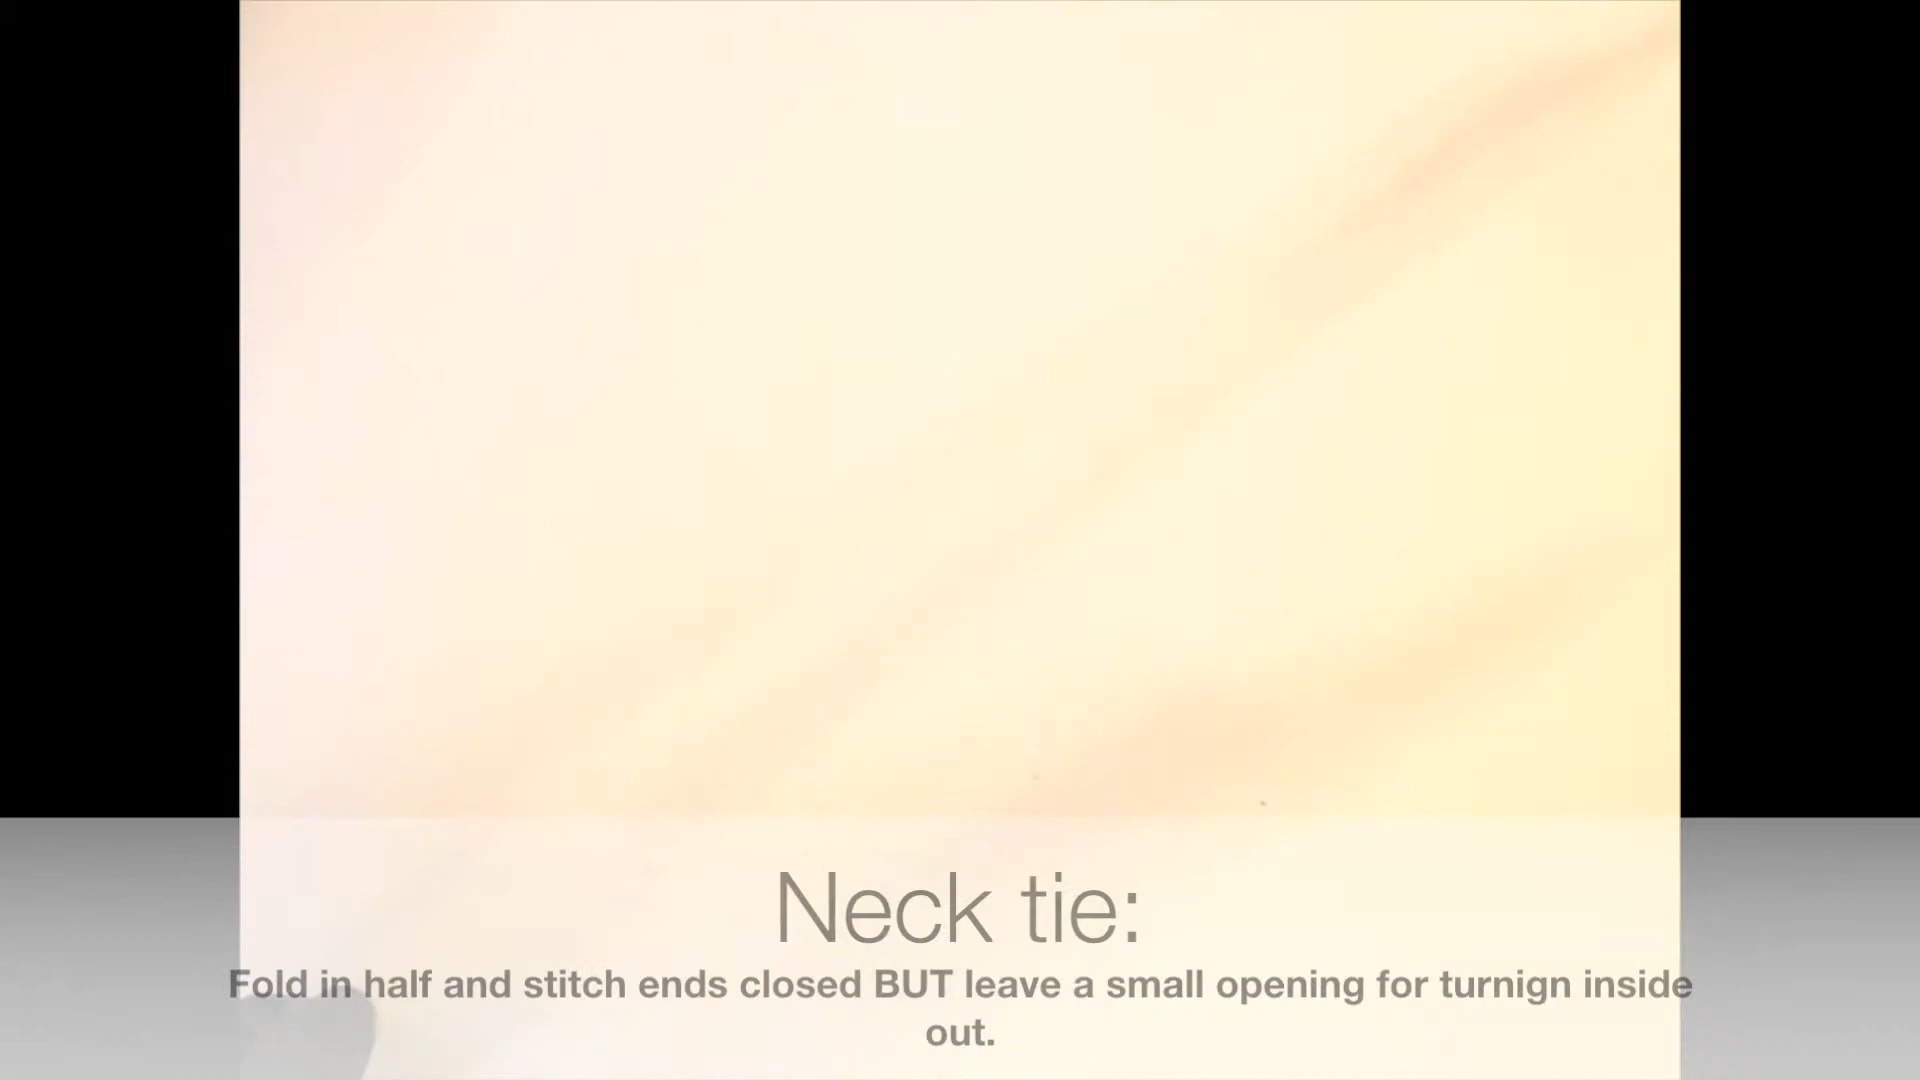 Neck tie:
Fold in half and stitch ends closed BUT leave a small opening for turnign inside
out.